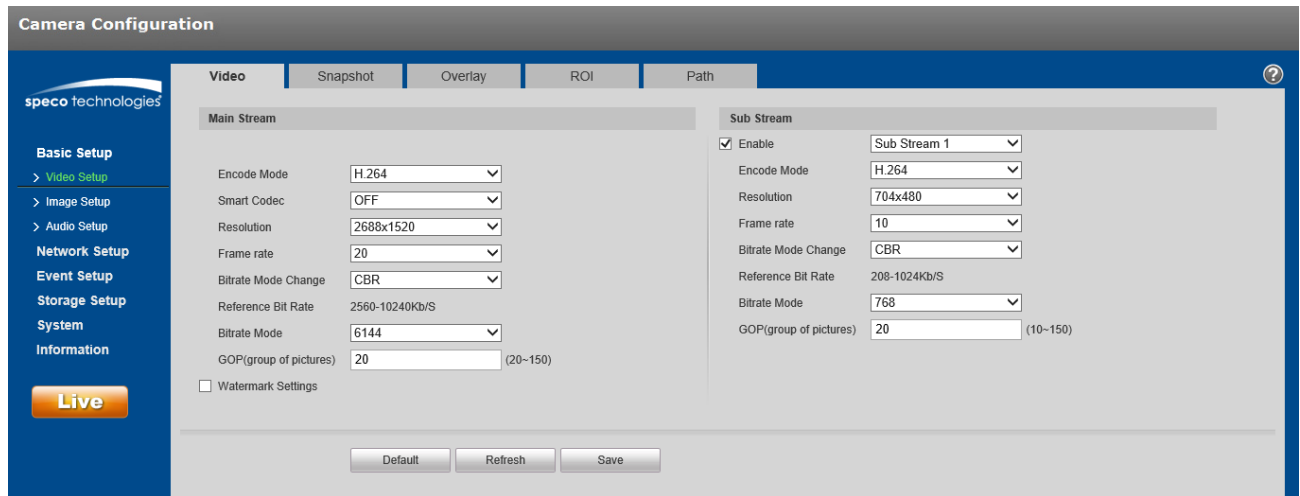 Camera Configuration
speco technologies
Basic Setup
> Video Setup
> Image Setup
> Audio Setup
Network Setup
Event Setup
Storage Setup
System
Information
Live
Video Snapshot Overlay ROI Path ?
Main Stream
Encode Mode H.264
Smart Codec OFF
Resolution 2688x1520
Frame rate 20
Bitrate Mode Change CBR
Reference Bit Rate 2560-10240Kb/S
Bitrate Mode 6144
GOP(group of pictures) 20 (20~150)
Watermark Settings
Sub Stream
Enable Sub Stream 1
Encode Mode H.264
Resolution 704x480
Frame rate 10
Bitrate Mode Change CBR
Reference Bit Rate 208-1024Kb/S
Bitrate Mode 768
GOP(group of pictures) 20 (10~150)
Default Refresh Save